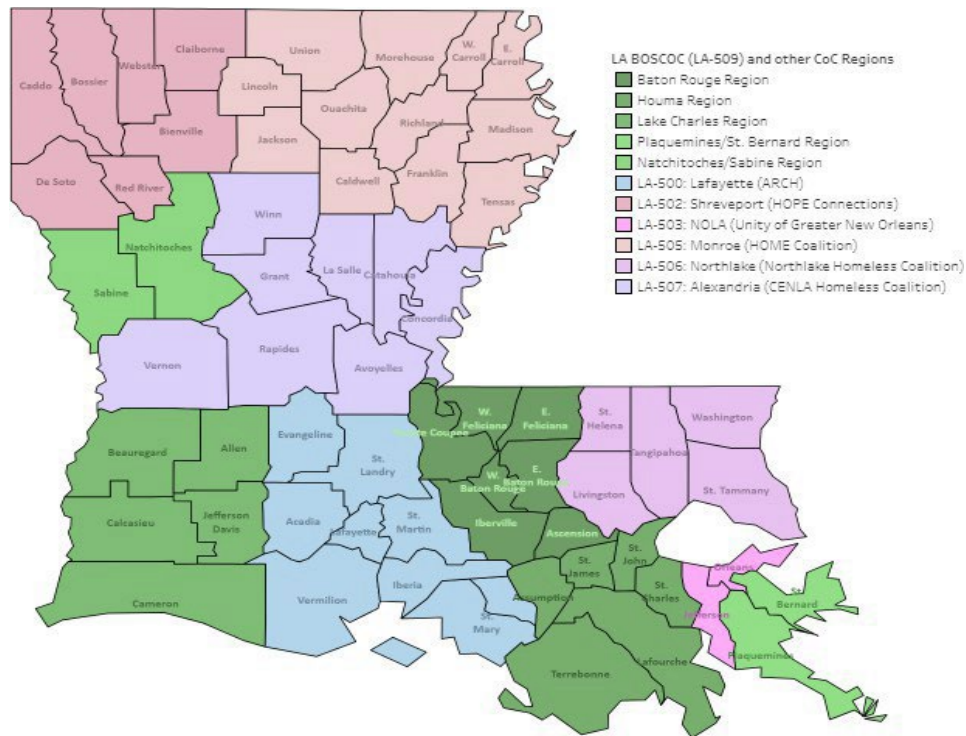 LA BOSCOC (LA-509) and other CoC Regions
Baton Rouge Region
Houma Region
Lake Charles Region
Plaquemines/St. Bernard Region
Natchitoches/Sabine Region
LA-500: Lafayette (ARCH)
LA-502: Shreveport (HOPE Connections)
LA-503: NOLA (Unity of Greater New Orleans)
LA-505: Monroe (HOME Coalition)
LA-506: Northlake (Northlake Homeless Coalition)
LA-507: Alexandria (CENLA Homeless Coalition)
Caddo
Bossier
Webster
Claiborne
Union
Morehouse
W.
Carroll
E.
Carroll
Lincoln
Ouachita
Richland
Madison
Bienville
Jackson
De Soto
Red River
Caldwell
Franklin
Tensas
Natchitoches
Winn
Sabine
Grant
La Salle
Catahoula
Concordia
Vernon
Rapides
Avoyelles
Beauregard
Allen
Evangeline
St.
Landry
Pointe Coupee
W.
Feliciana
E.
Feliciana
St.
Helena
Tangipahoa
Washington
W.
Baton Rouge
E.
Baton Rouge
Livingston
St. Tammany
Calcasieu
Jefferson
Davis
Acadia
Lafayette
St.
Martin
Iberville
Ascension
Cameron
Vermilion
Iberia
St.
Mary
Assumption
St.
James
St.
John
St.
Charles
Jefferson
Orleans
St.
Bernard
Plaquemines
Terrebonne
Lafourche